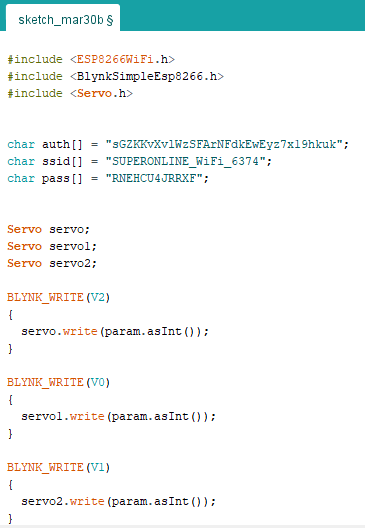 sketch_mar30b §
#include <ESP8266WiFi.h>
#include <BlynkSimpleEsp8266.h>
#include <Servo.h>
char auth[] = "sGZKKvXvlWzSFArNFdkEwEyz7xl9hkuk";
char ssid[] = "SUPERONLINE_WiFi_6374";
char pass[] = "RNEHCU4JRRXF";
Servo servo;
Servo servo1;
Servo servo2;
BLYNK_WRITE(V2)
{
  servo.write(param.asInt());
}
BLYNK_WRITE(V0)
{
  servo1.write(param.asInt());
}
BLYNK_WRITE(V1)
{
  servo2.write(param.asInt());
}